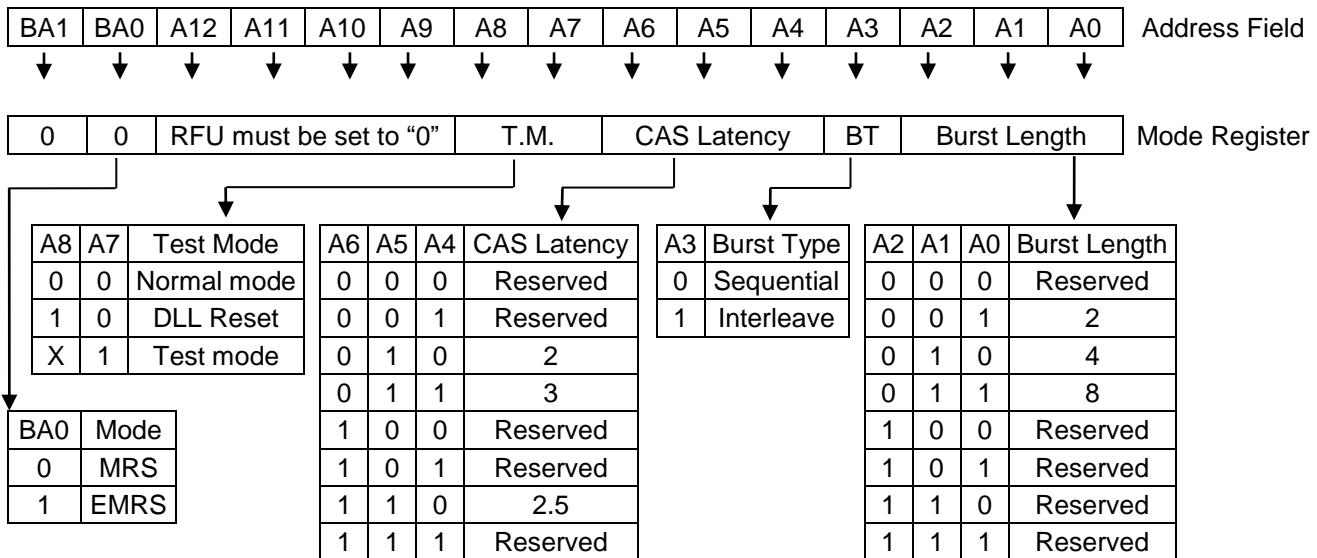 BA1 BA0 A12 A11 A10 A9 A8 A7 A6 A5 A4 A3 A2 A1 A0 Address Field
0 0 RFU must be set to “0” T.M. CAS Latency BT Burst Length Mode Register
A8 A7 Test Mode
0 0 Normal mode
1 0 DLL Reset
X 1 Test mode
BA0 Mode
0 MRS
1 EMRS
A6 A5 A4 CAS Latency
0 0 0 Reserved
0 0 1 Reserved
0 1 0 2
0 1 1 3
1 0 0 Reserved
1 0 1 Reserved
1 1 0 2.5
1 1 1 Reserved
A3 Burst Type
0 Sequential
1 Interleave
A2 A1 A0 Burst Length
0 0 0 Reserved
0 0 1 2
0 1 0 4
0 1 1 8
1 0 0 Reserved
1 0 1 Reserved
1 1 0 Reserved
1 1 1 Reserved